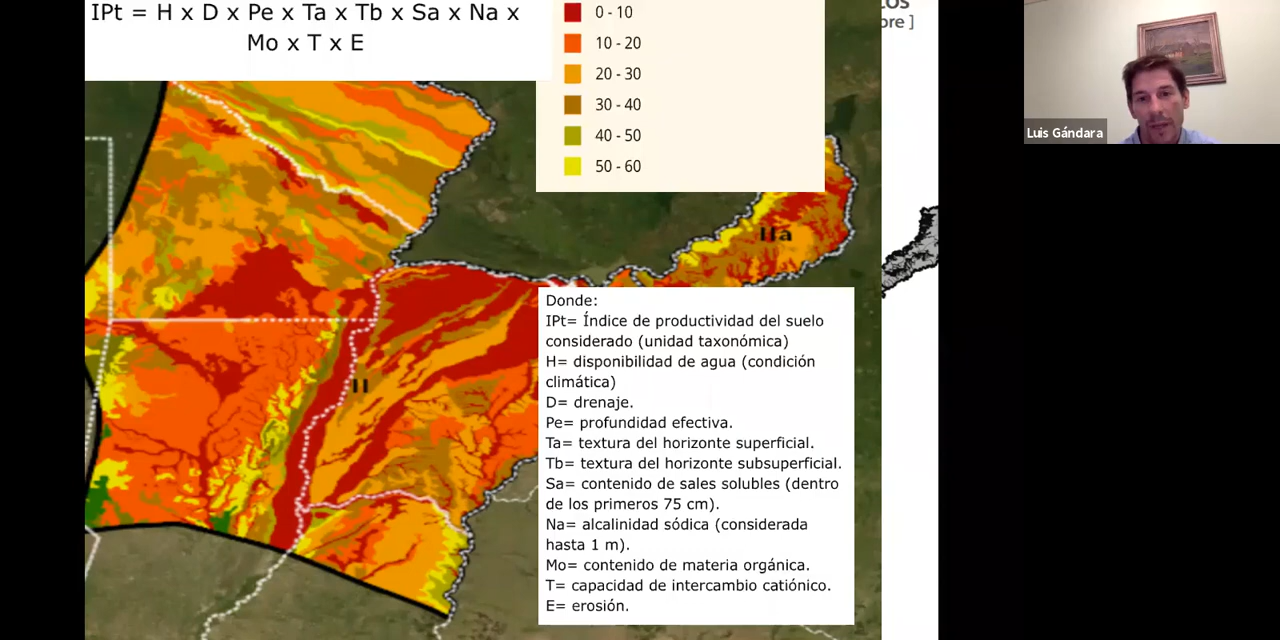 IPt = H x D x Pe x Ta x Tb x Sa x Na x
Mo x T x E
0 - 10
10 - 20
20 - 30
30 - 40
40 - 50
50 - 60
Luis Gándara
IIa
II
Donde:
IPt= Índice de productividad del suelo
considerado (unidad taxonómica)
H= disponibilidad de agua (condición
climática)
D= drenaje.
Pe= profundidad efectiva.
Ta= textura del horizonte superficial.
Tb= textura del horizonte subsuperficial.
Sa= contenido de sales solubles (dentro
de los primeros 75 cm).
Na= alcalinidad sódica (considerada
hasta 1 m).
Mo= contenido de materia orgánica.
T= capacidad de intercambio catiónico.
E= erosión.